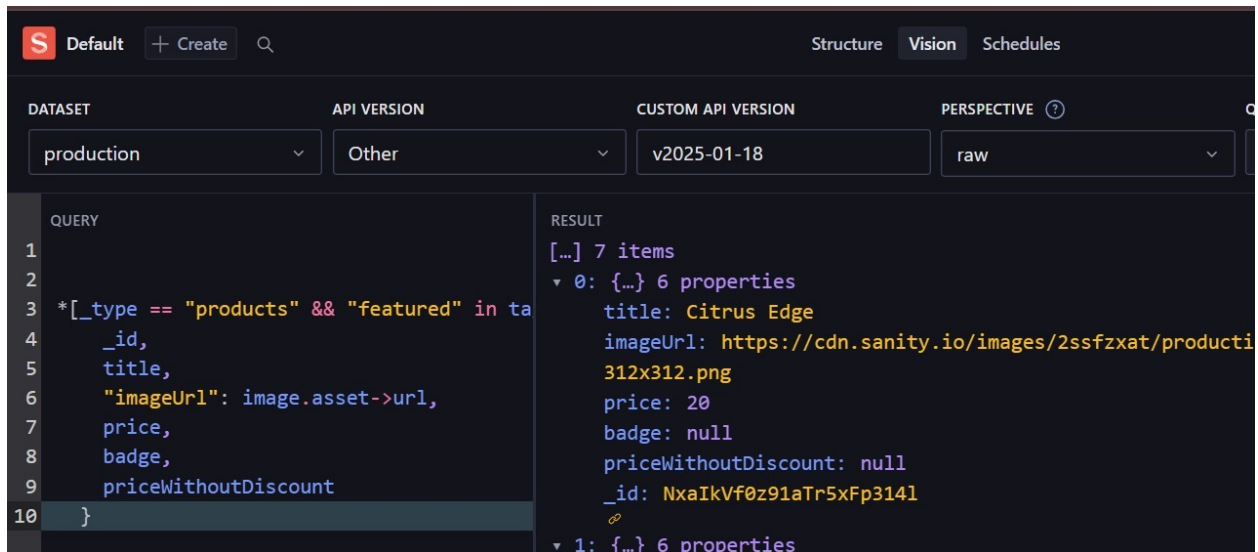 S Default + Create
Structure Vision Schedules
DATASET API VERSION CUSTOM API VERSION PERSPECTIVE ?
production Other v2025-01-18 raw
QUERY
1
2
3 *[_type == "products" && "featured" in ta
4 _id,
5 title,
6 "imageUrl": image.asset->url,
7 price,
8 badge,
9 priceWithoutDiscount
10 }
RESULT
[…] 7 items
0: {…} 6 properties
title: Citrus Edge
imageUrl: https://cdn.sanity.io/images/2ssfzxat/producti
312x312.png
price: 20
badge: null
priceWithoutDiscount: null
_id: NxaIkVf0z91aTr5xFp314l
1: {…} 6 properties